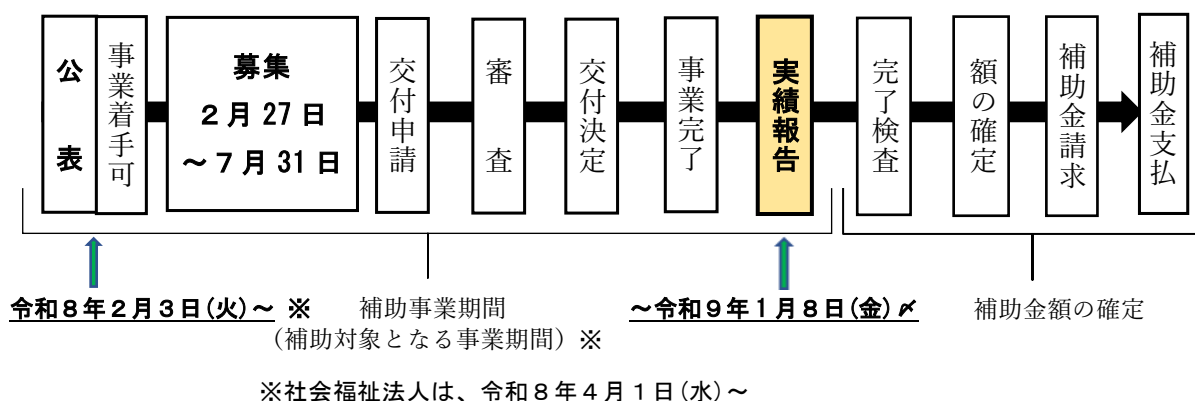 公表
事業着手可
募集
２月27日
～７月31日
交付申請
審査
交付決定
事業完了
実績報告
完了検査
額の確定
補助金請求
補助金支払
令和８年２月３日(火)～ ※
補助事業期間
（補助対象となる事業期間）※
～令和９年１月８日(金)〆
補助金額の確定
※社会福祉法人は、令和８年４月１日(水)～